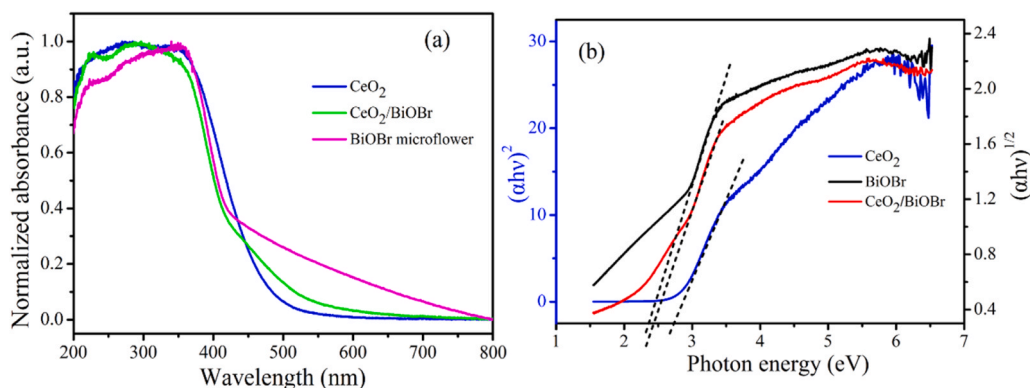 (a)
Normalized absorbance (a.u.)
1.0
0.8
0.6
0.4
0.2
0.0
CeO₂
CeO₂/BiOBr
BiOBr microflower
200 300 400 500 600 700 800
Wavelength (nm)
(b)
(αhν)²
30
20
10
0
CeO₂
BiOBr
CeO₂/BiOBr
2.4
2.0
1.6
1.2
0.8
0.4
(αhν)^1/2
1 2 3 4 5 6 7
Photon energy (eV)